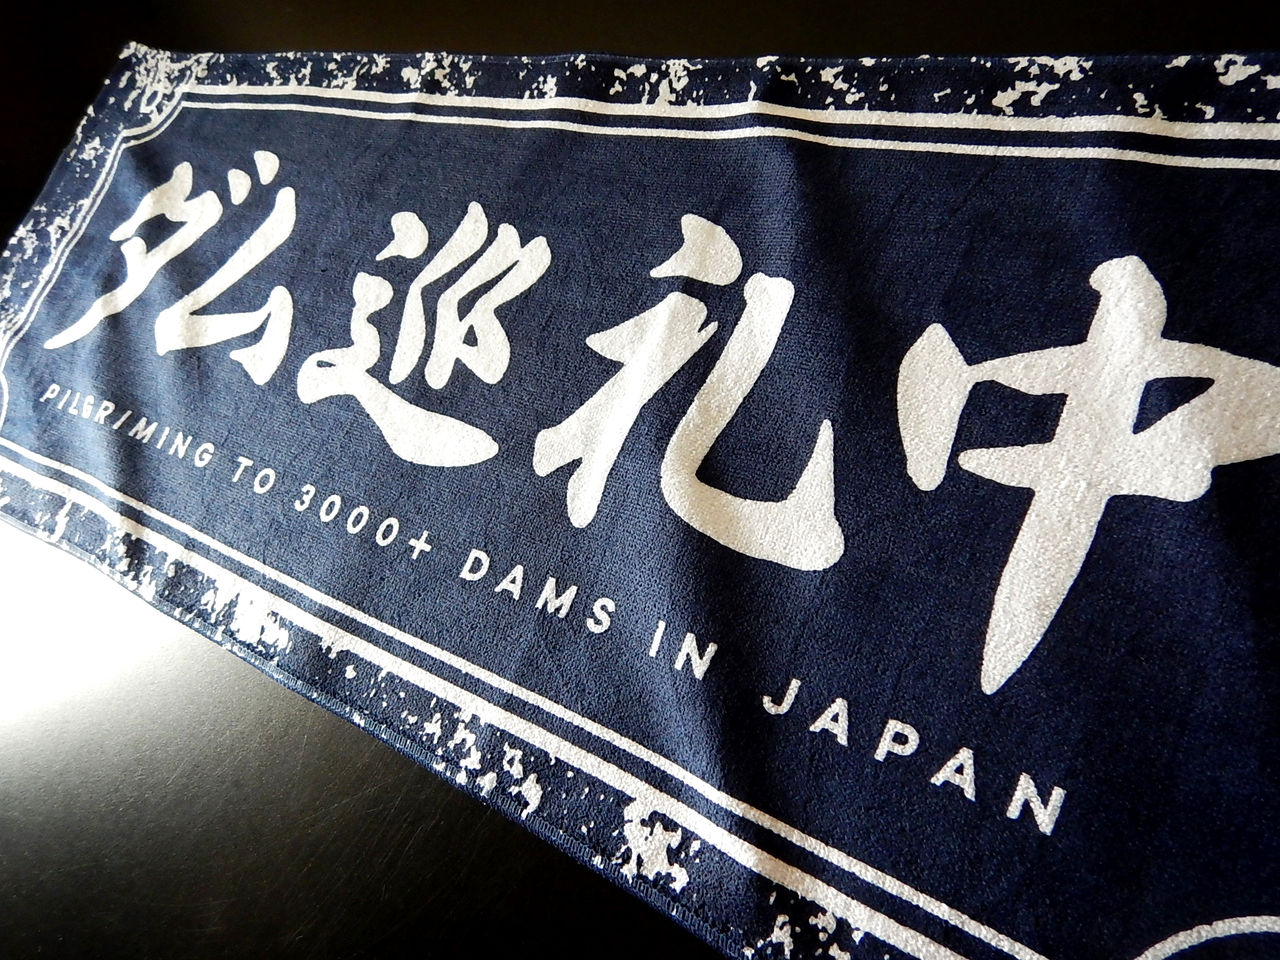 ダム巡礼中
PILGRIMING TO 3000+ DAMS IN JAPAN